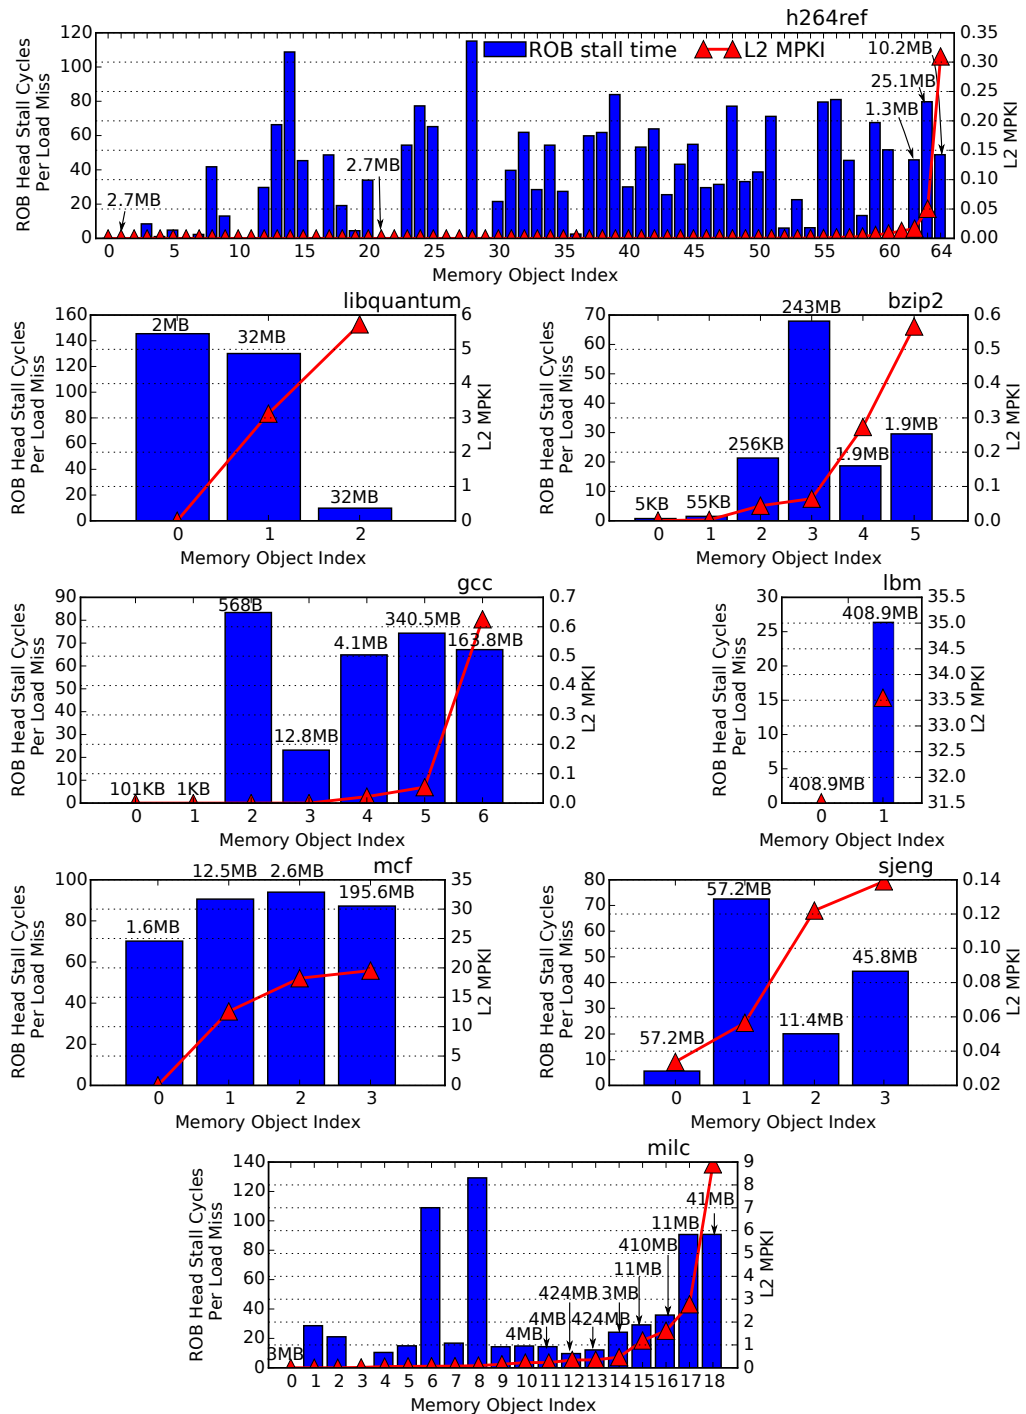 h264ref
ROB stall time
L2 MPKI
ROB Head Stall Cycles
Per Load Miss
120
100
80
60
40
20
0
0.35
0.30
0.25
0.20
0.15
0.10
0.05
0.00
L2 MPKI
2.7MB
2.7MB
1.3MB
25.1MB
10.2MB
0 5 10 15 20 25 30 35 40 45 50 55 60 64
Memory Object Index
libquantum
ROB Head Stall Cycles
Per Load Miss
160
140
120
100
80
60
40
20
0
6
5
4
3
2
1
0
L2 MPKI
2MB
32MB
32MB
0 1 2
Memory Object Index
bzip2
ROB Head Stall Cycles
Per Load Miss
70
60
50
40
30
20
10
0
0.6
0.5
0.4
0.3
0.2
0.1
0.0
L2 MPKI
5KB
55KB
256KB
243MB
1.9MB
1.9MB
0 1 2 3 4 5
Memory Object Index
gcc
ROB Head Stall Cycles
Per Load Miss
90
80
70
60
50
40
30
20
10
0
0.7
0.6
0.5
0.4
0.3
0.2
0.1
0.0
L2 MPKI
101KB
1KB
568B
12.8MB
4.1MB
340.5MB
163.8MB
0 1 2 3 4 5 6
Memory Object Index
lbm
ROB Head Stall Cycles
Per Load Miss
30
25
20
15
10
5
0
35.5
35.0
34.5
34.0
33.5
33.0
32.5
32.0
31.5
L2 MPKI
408.9MB
408.9MB
0 1
Memory Object Index
mcf
ROB Head Stall Cycles
Per Load Miss
100
80
60
40
20
0
35
30
25
20
15
10
5
0
L2 MPKI
1.6MB
12.5MB
2.6MB
195.6MB
0 1 2 3
Memory Object Index
sjeng
ROB Head Stall Cycles
Per Load Miss
80
70
60
50
40
30
20
10
0
0.14
0.12
0.10
0.08
0.06
0.04
0.02
L2 MPKI
57.2MB
57.2MB
11.4MB
45.8MB
0 1 2 3
Memory Object Index
milc
ROB Head Stall Cycles
Per Load Miss
140
120
100
80
60
40
20
0
9
8
7
6
5
4
3
2
1
0
L2 MPKI
3MB
4MB
4MB
424MB
424MB
3MB
11MB
410MB
11MB
41MB
0 1 2 3 4 5 6 7 8 9 10 11 12 13 14 15 16 17 18
Memory Object Index